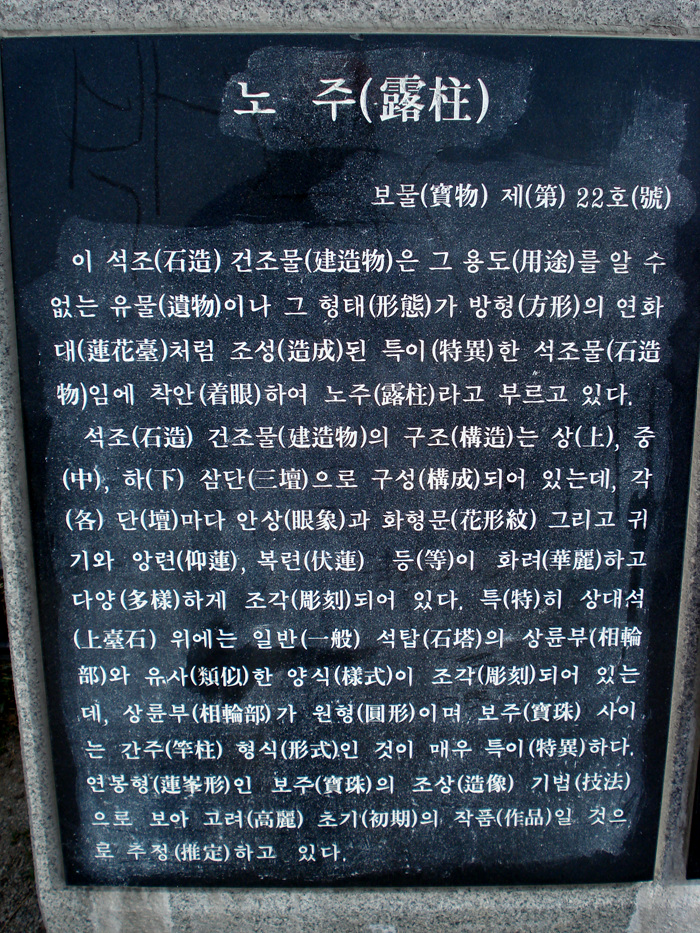 노 주(露柱)
보물(寶物) 제(第) 22호(號)
이 석조(石造) 건조물(建造物)은 그 용도(用途)를 알 수
없는 유물(遺物)이나 그 형태(形態)가 방형(方形)의 연화
대(蓮花臺)처럼 조성(造成)된 특이(特異)한 석조물(石造
物)임에 착안(着眼)하여 노주(露柱)라고 부르고 있다.
석조(石造) 건조물(建造物)의 구조(構造)는 상(上), 중
(中), 하(下) 삼단(三壇)으로 구성(構成)되어 있는데, 각
(各) 단(壇)마다 안상(眼象)과 화형문(花形紋) 그리고 귀
기와 앙련(仰蓮), 복련(伏蓮) 등(等)이 화려(華麗)하고
다양(多樣)하게 조각(彫刻)되어 있다. 특(特)히 상대석
(上臺石) 위에는 일반(一般) 석탑(石塔)의 상륜부(相輪
部)와 유사(類似)한 양식(樣式)이 조각(彫刻)되어 있는
데, 상륜부(相輪部)가 원형(圓形)이며 보주(寶珠) 사이
는 간주(竿柱) 형식(形式)인 것이 매우 특이(特異)하다.
연봉형(蓮峯形)인 보주(寶珠)의 조상(造像) 기법(技法)
으로 보아 고려(高麗) 초기(初期)의 작품(作品)일 것으
로 추정(推定)하고 있다.